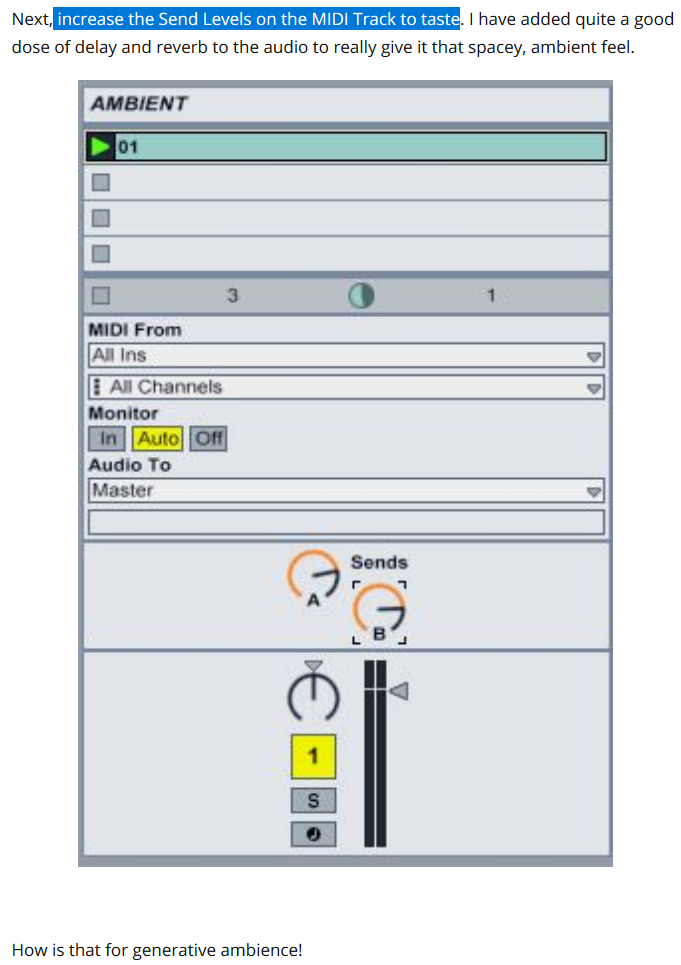 Next, increase the Send Levels on the MIDI Track to taste. I have added quite a good
dose of delay and reverb to the audio to really give it that spacey, ambient feel.
AMBIENT
01
3 1
MIDI From
All Ins
All Channels
Monitor
In Auto Off
Audio To
Master
Sends
A
B
1
S
How is that for generative ambience!